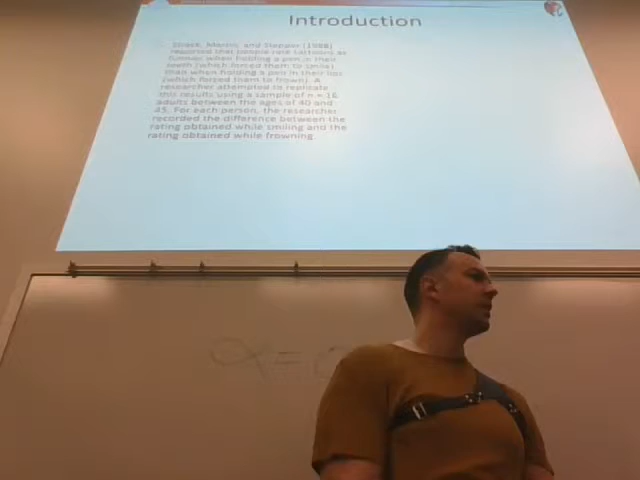 Introduction
Strack, Martin, and Stepper (1988)
reported that people rate cartoons as
funnier when holding a pen in their
teeth (which forced them to smile)
than when holding a pen in their lips
(which forced them to frown). A
researcher attempted to replicate
this results using a sample of n = 16
adults between the ages of 40 and
45. For each person, the researcher
recorded the difference between the
rating obtained while smiling and the
rating obtained while frowning.
α = 0